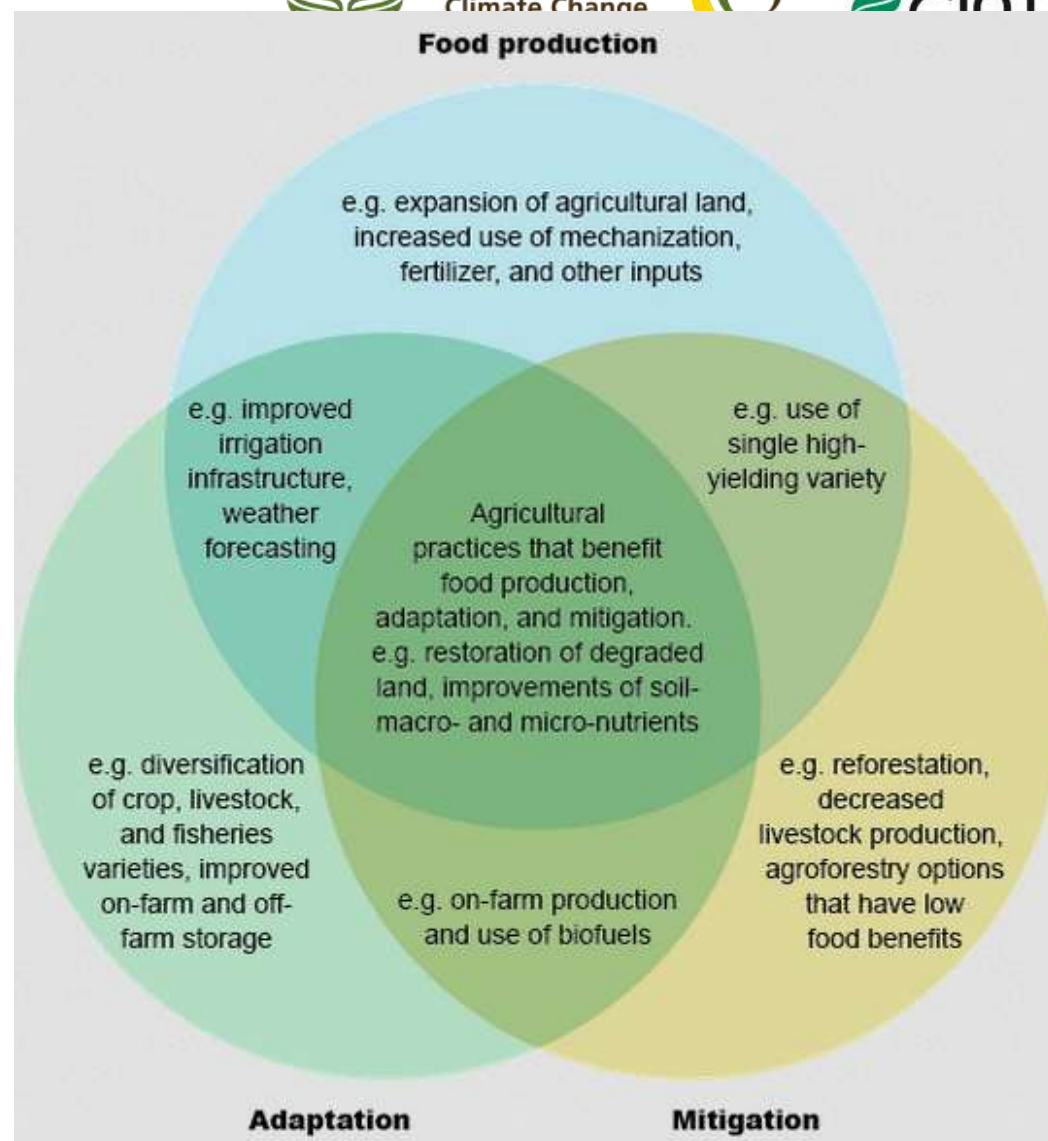 Climate Change
Food production
e.g. expansion of agricultural land,
increased use of mechanization,
fertilizer, and other inputs
e.g. improved
irrigation
infrastructure,
weather
forecasting
e.g. use of
single high-
yielding variety
Agricultural
practices that benefit
food production,
adaptation, and mitigation.
e.g. restoration of degraded
land, improvements of soil-
macro- and micro-nutrients
e.g. diversification
of crop, livestock,
and fisheries
varieties, improved
on-farm and off-
farm storage
e.g. on-farm production
and use of biofuels
e.g. reforestation,
decreased
livestock production,
agroforestry options
that have low
food benefits
Adaptation
Mitigation